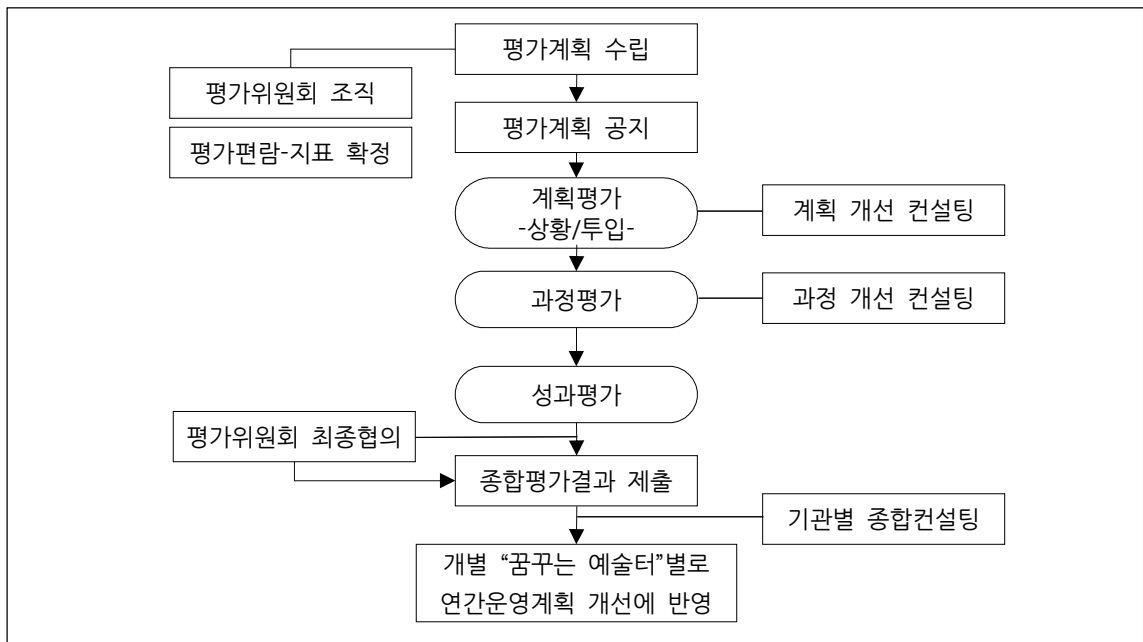 평가계획 수립
평가위원회 조직
평가계획 공지
평가편람-지표 확정
계획평가
-상황/투입-
계획 개선 컨설팅
과정평가
과정 개선 컨설팅
성과평가
평가위원회 최종협의
종합평가결과 제출
기관별 종합컨설팅
개별 “꿈꾸는 예술터”별로
연간운영계획 개선에 반영